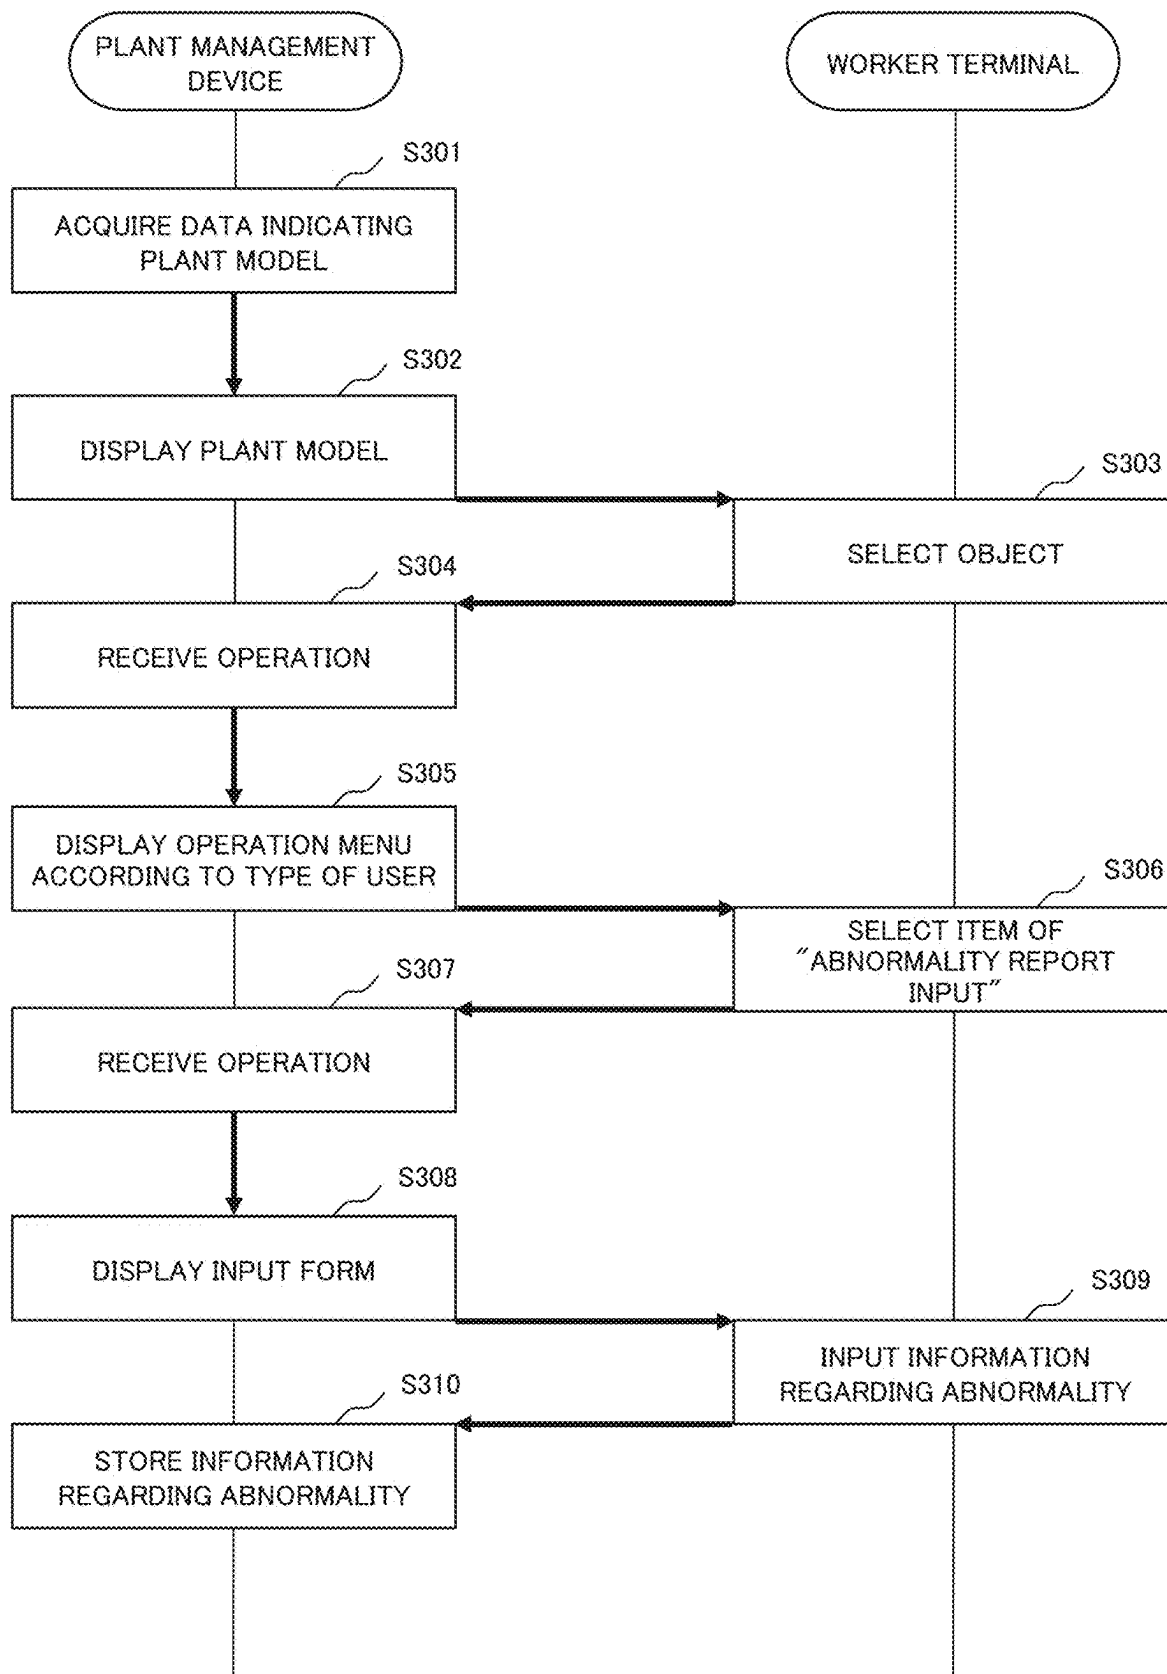 PLANT MANAGEMENT
DEVICE
WORKER TERMINAL
S301
ACQUIRE DATA INDICATING
PLANT MODEL
S302
DISPLAY PLANT MODEL
S303
SELECT OBJECT
S304
RECEIVE OPERATION
S305
DISPLAY OPERATION MENU
ACCORDING TO TYPE OF USER
S306
SELECT ITEM OF
"ABNORMALITY REPORT
INPUT"
S307
RECEIVE OPERATION
S308
DISPLAY INPUT FORM
S309
INPUT INFORMATION
REGARDING ABNORMALITY
S310
STORE INFORMATION
REGARDING ABNORMALITY